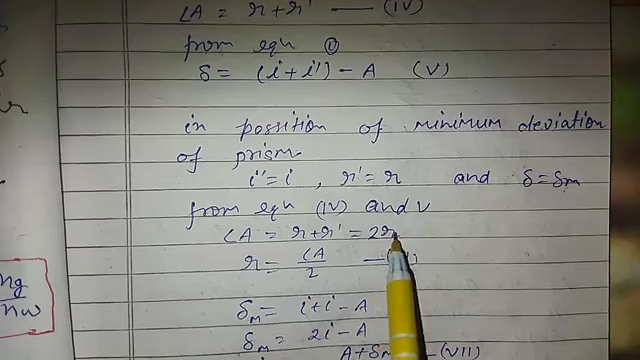 ∠A = r + r' —— (IV)
from eqn ①
δ = (i + i') - A (V)
in possition of minimum deviation
of prism
i' = i , r' = r and δ = δm
from eqn (IV) and V
∠A = r + r' = 2r
r = ∠A/2
δm = i + i - A
δm = 2i - A
A + δm —(VII)